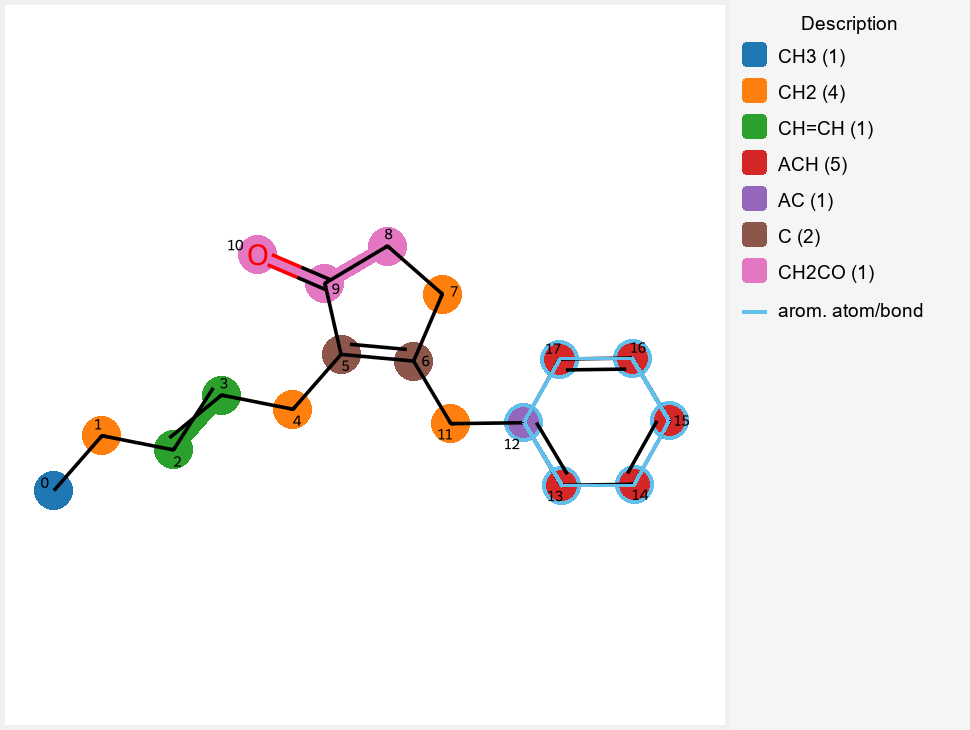 Description
CH3 (1)
CH2 (4)
CH=CH (1)
ACH (5)
AC (1)
C (2)
CH2CO (1)
arom. atom/bond
8
10
O
9
7
17
16
5
6
3
1
4
11
12
15
2
0
13
14